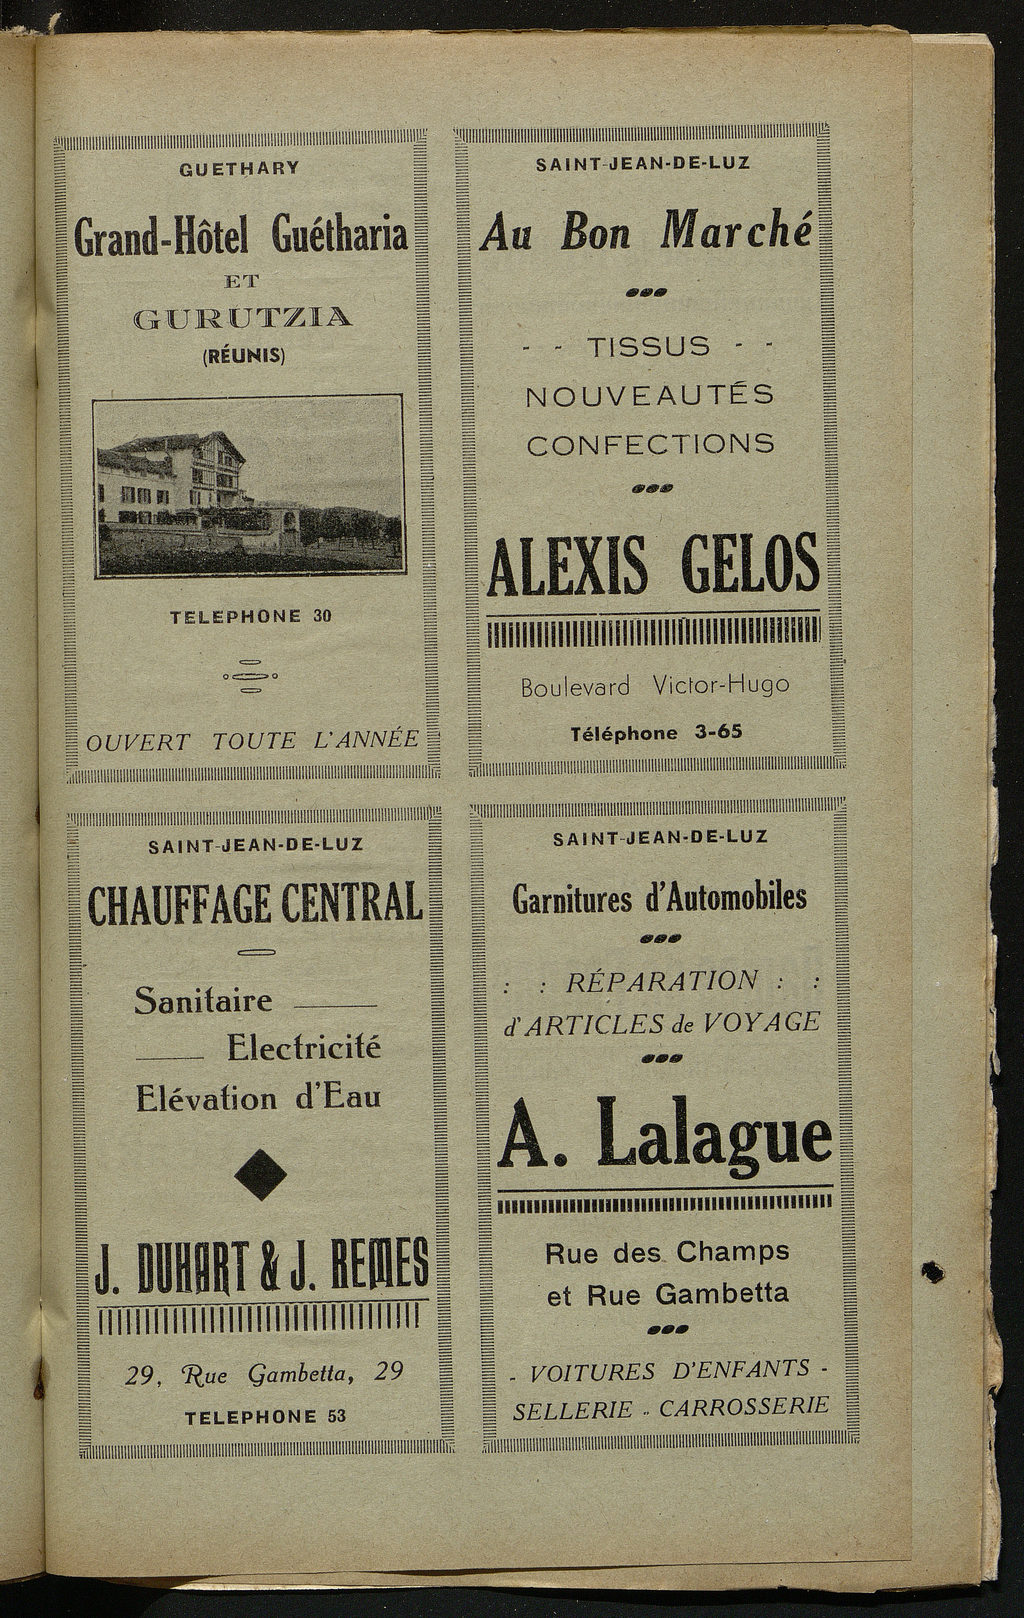 GUETHARY
Grand-Hôtel Guétharia
ET
GURUTZIA
(RÉUNIS)
TELEPHONE 30
OUVERT TOUTE L'ANNÉE
SAINT-JEAN-DE-LUZ
Au Bon Marché
- - TISSUS - -
NOUVEAUTÉS
CONFECTIONS
ALEXIS GELOS
Boulevard Victor-Hugo
Téléphone 3-65
SAINT-JEAN-DE-LUZ
CHAUFFAGE CENTRAL
Sanitaire
Electricité
Elévation d'Eau
J. DUHART & J. REMES
29, Rue Gambetta, 29
TELEPHONE 53
SAINT-JEAN-DE-LUZ
Garnitures d'Automobiles
: : RÉPARATION : :
d'ARTICLES de VOYAGE
A. Lalague
Rue des Champs
et Rue Gambetta
- VOITURES D'ENFANTS -
SELLERIE - CARROSSERIE